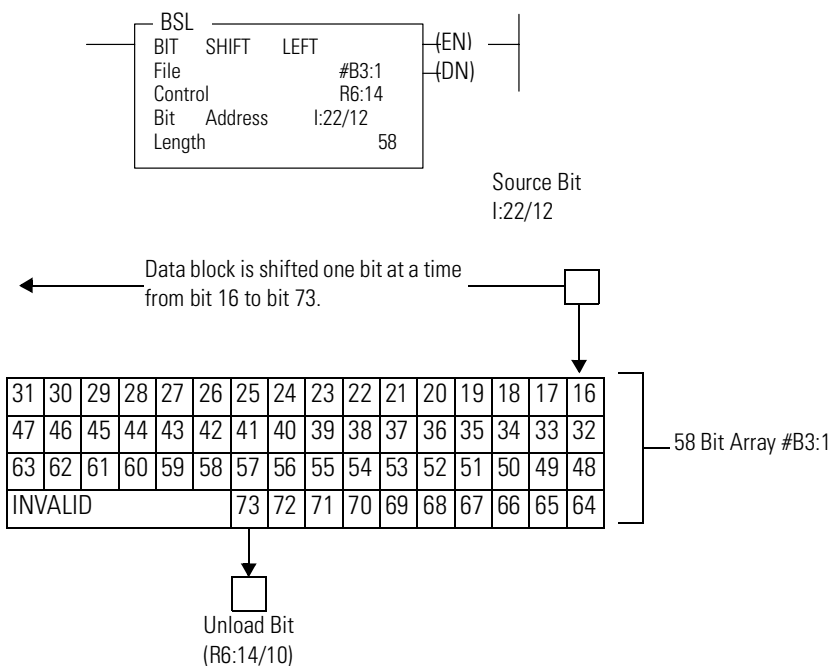 BSL
BIT SHIFT LEFT
File #B3:1
Control R6:14
Bit Address I:22/12
Length 58
(EN)
(DN)
Source Bit
I:22/12
Data block is shifted one bit at a time
from bit 16 to bit 73.
31 30 29 28 27 26 25 24 23 22 21 20 19 18 17 16
47 46 45 44 43 42 41 40 39 38 37 36 35 34 33 32
63 62 61 60 59 58 57 56 55 54 53 52 51 50 49 48
INVALID 73 72 71 70 69 68 67 66 65 64
58 Bit Array #B3:1
Unload Bit
(R6:14/10)